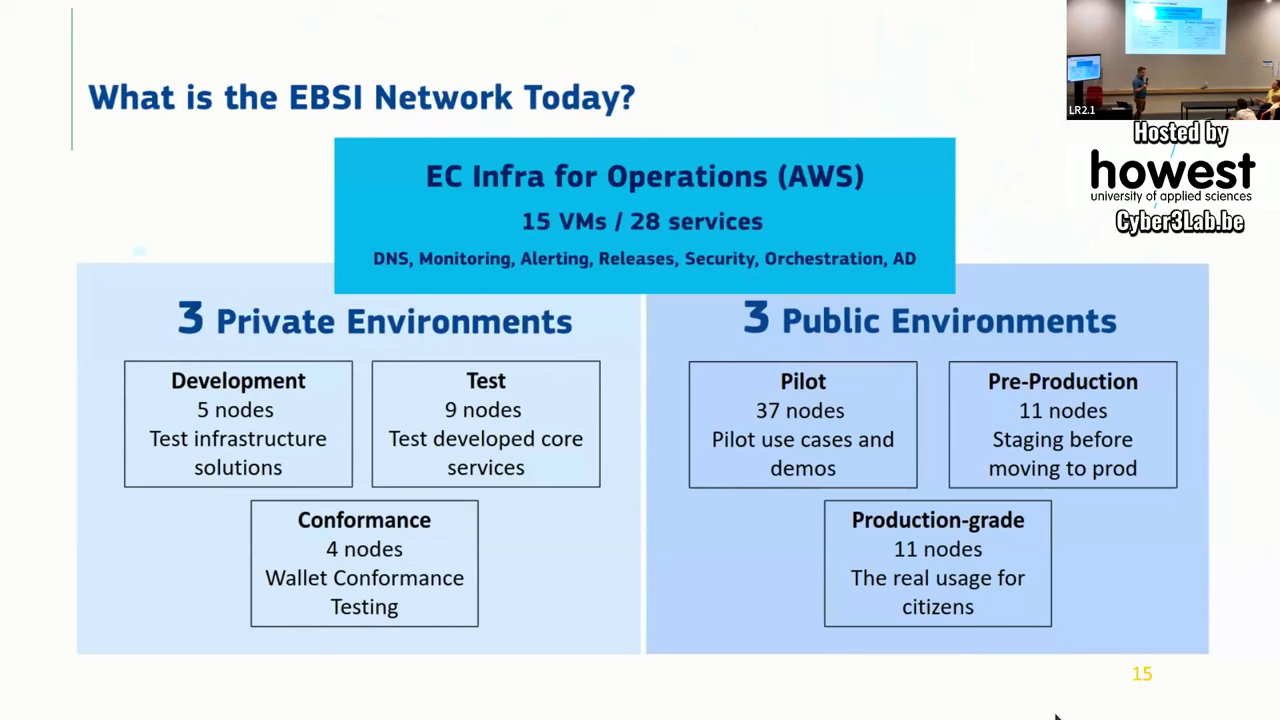 What is the EBSI Network Today?
LR2.1
Hosted by
howest
university of applied sciences
Cyber3Lab.be
EC Infra for Operations (AWS)
15 VMs / 28 services
DNS, Monitoring, Alerting, Releases, Security, Orchestration, AD
3 Private Environments
Development
5 nodes
Test infrastructure
solutions
Test
9 nodes
Test developed core
services
Conformance
4 nodes
Wallet Conformance
Testing
3 Public Environments
Pilot
37 nodes
Pilot use cases and
demos
Pre-Production
11 nodes
Staging before
moving to prod
Production-grade
11 nodes
The real usage for
citizens
15